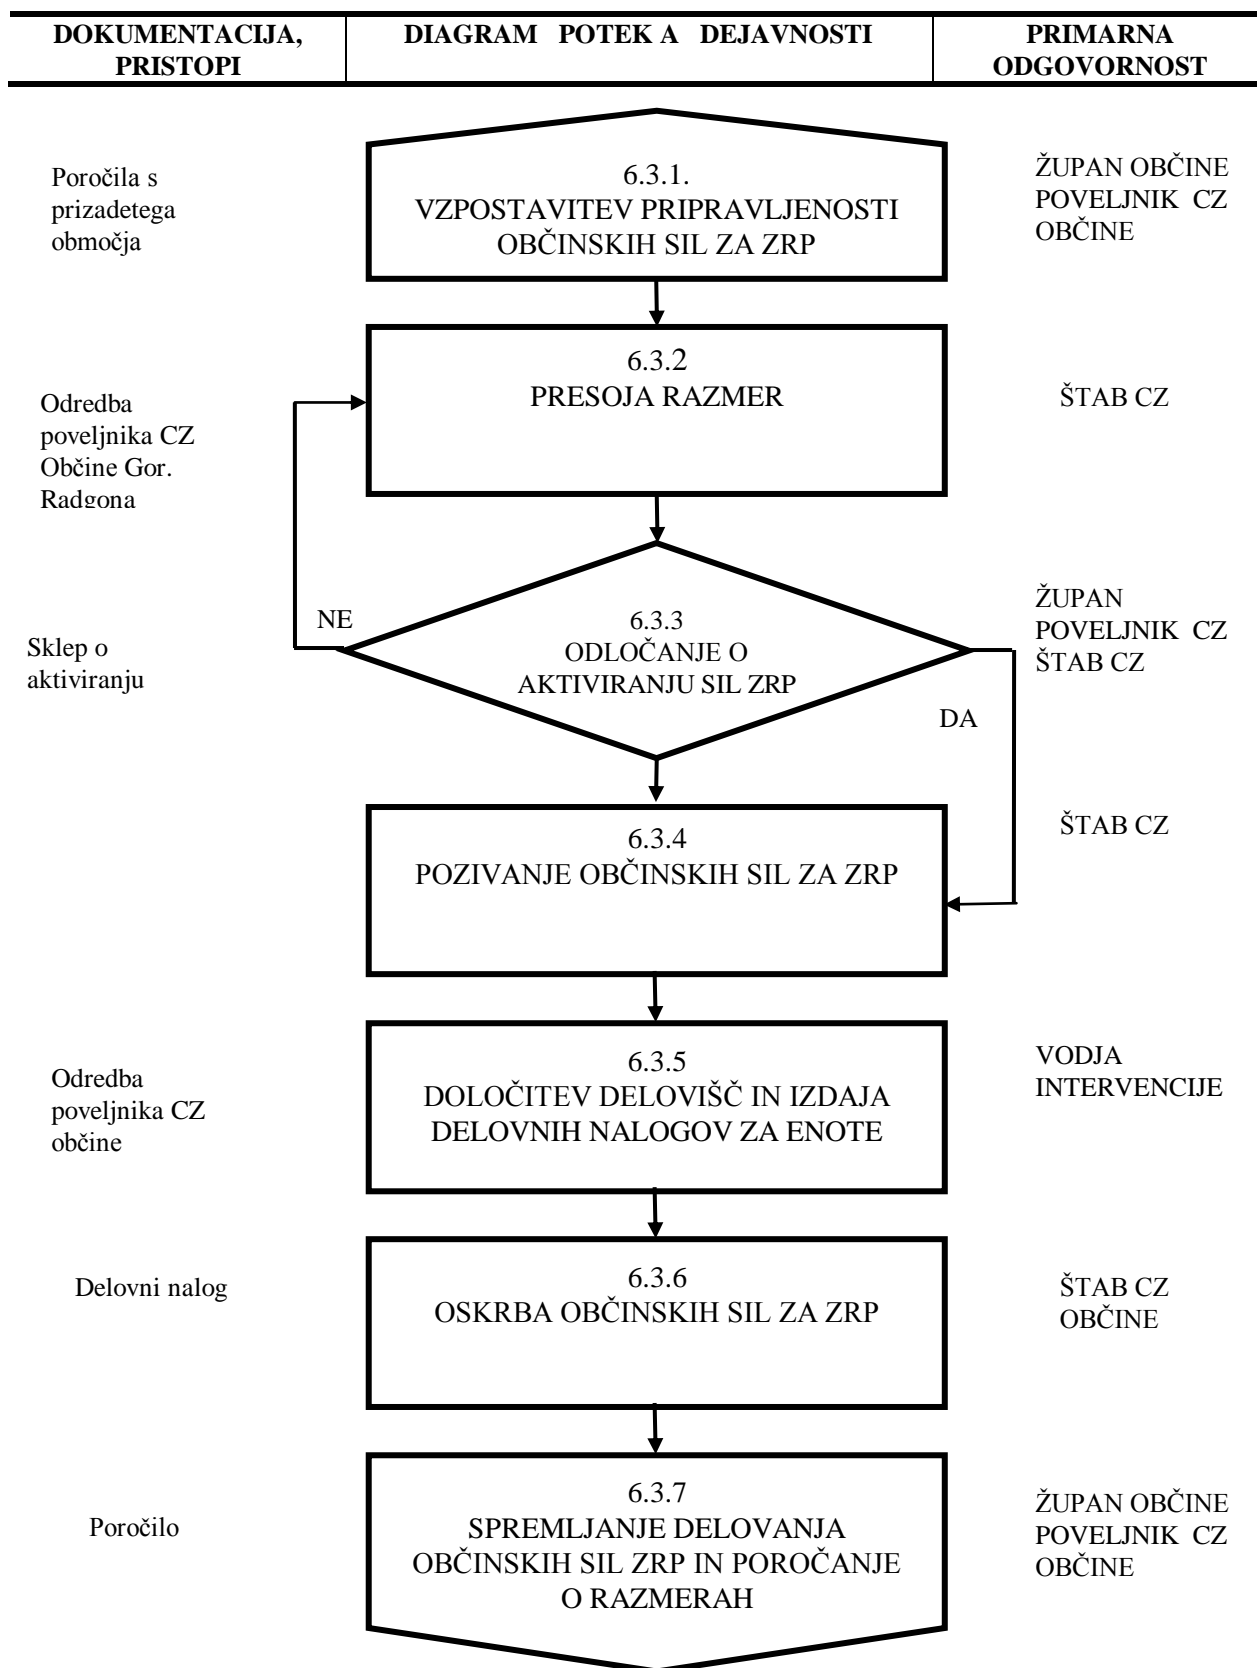 DOKUMENTACIJA,
PRISTOPI
DIAGRAM POTEK A DEJAVNOSTI
PRIMARNA
ODGOVORNOST
Poročila s
prizadetega
območja
6.3.1.
VZPOSTAVITEV PRIPRAVLJENOSTI
OBČINSKIH SIL ZA ZRP
ŽUPAN OBČINE
POVELJNIK CZ
OBČINE
Odredba
poveljnika CZ
Občine Gor.
Radgona
6.3.2
PRESOJA RAZMER
ŠTAB CZ
Sklep o
aktiviranju
NE
6.3.3
ODLOČANJE O
AKTIVIRANJU SIL ZRP
DA
ŽUPAN
POVELJNIK CZ
ŠTAB CZ
6.3.4
POZIVANJE OBČINSKIH SIL ZA ZRP
ŠTAB CZ
Odredba
poveljnika CZ
občine
6.3.5
DOLOČITEV DELOVIŠČ IN IZDAJA
DELOVNIH NALOGOV ZA ENOTE
VODJA
INTERVENCIJE
Delovni nalog
6.3.6
OSKRBA OBČINSKIH SIL ZA ZRP
ŠTAB CZ
OBČINE
Poročilo
6.3.7
SPREMLJANJE DELOVANJA
OBČINSKIH SIL ZRP IN POROČANJE
O RAZMERAH
ŽUPAN OBČINE
POVELJNIK CZ
OBČINE